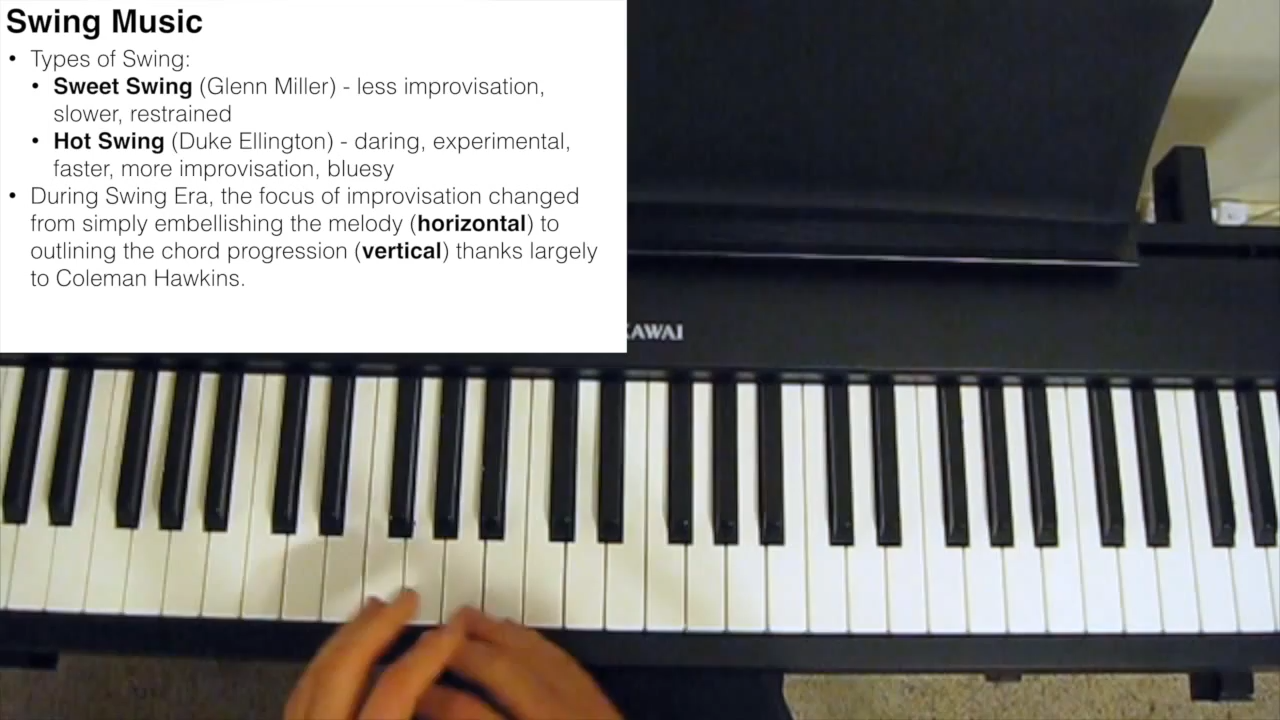 Swing Music
• Types of Swing:
• Sweet Swing (Glenn Miller) - less improvisation,
slower, restrained
• Hot Swing (Duke Ellington) - daring, experimental,
faster, more improvisation, bluesy
• During Swing Era, the focus of improvisation changed
from simply embellishing the melody (horizontal) to
outlining the chord progression (vertical) thanks largely
to Coleman Hawkins.
KAWAI